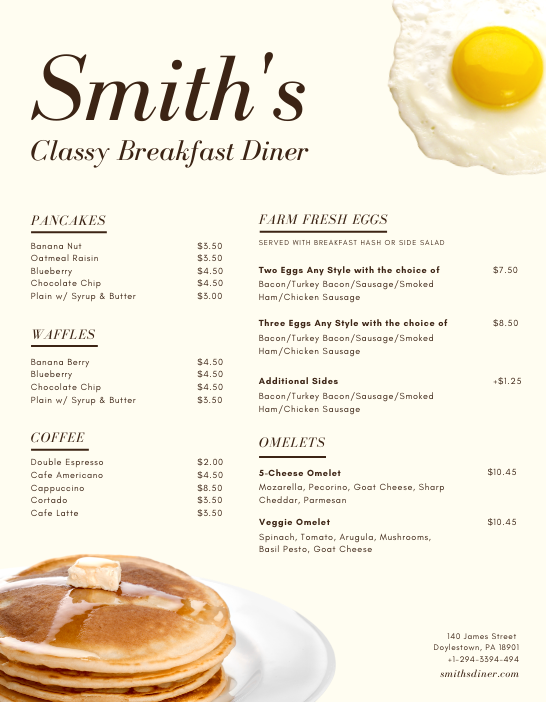 Smith's
Classy Breakfast Diner
PANCAKES
Banana Nut $3.50
Oatmeal Raisin $3.50
Blueberry $4.50
Chocolate Chip $4.50
Plain w/ Syrup & Butter $3.00
WAFFLES
Banana Berry $4.50
Blueberry $4.50
Chocolate Chip $4.50
Plain w/ Syrup & Butter $3.50
COFFEE
Double Espresso $2.00
Cafe Americano $4.50
Cappuccino $8.50
Cortado $3.50
Cafe Latte $3.50
FARM FRESH EGGS
SERVED WITH BREAKFAST HASH OR SIDE SALAD
Two Eggs Any Style with the choice of $7.50
Bacon/Turkey Bacon/Sausage/Smoked
Ham/Chicken Sausage
Three Eggs Any Style with the choice of $8.50
Bacon/Turkey Bacon/Sausage/Smoked
Ham/Chicken Sausage
Additional Sides +$1.25
Bacon/Turkey Bacon/Sausage/Smoked
Ham/Chicken Sausage
OMELETS
5-Cheese Omelet $10.45
Mozarella, Pecorino, Goat Cheese, Sharp
Cheddar, Parmesan
Veggie Omelet $10.45
Spinach, Tomato, Arugula, Mushrooms,
Basil Pesto, Goat Cheese
140 James Street
Doylestown, PA 18901
+1-294-3394-494
smithsdiner.com